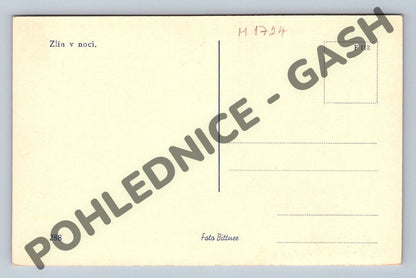 Zlín v noci.
M 1724
POHLEDNICE - GASH
Foto Bittner